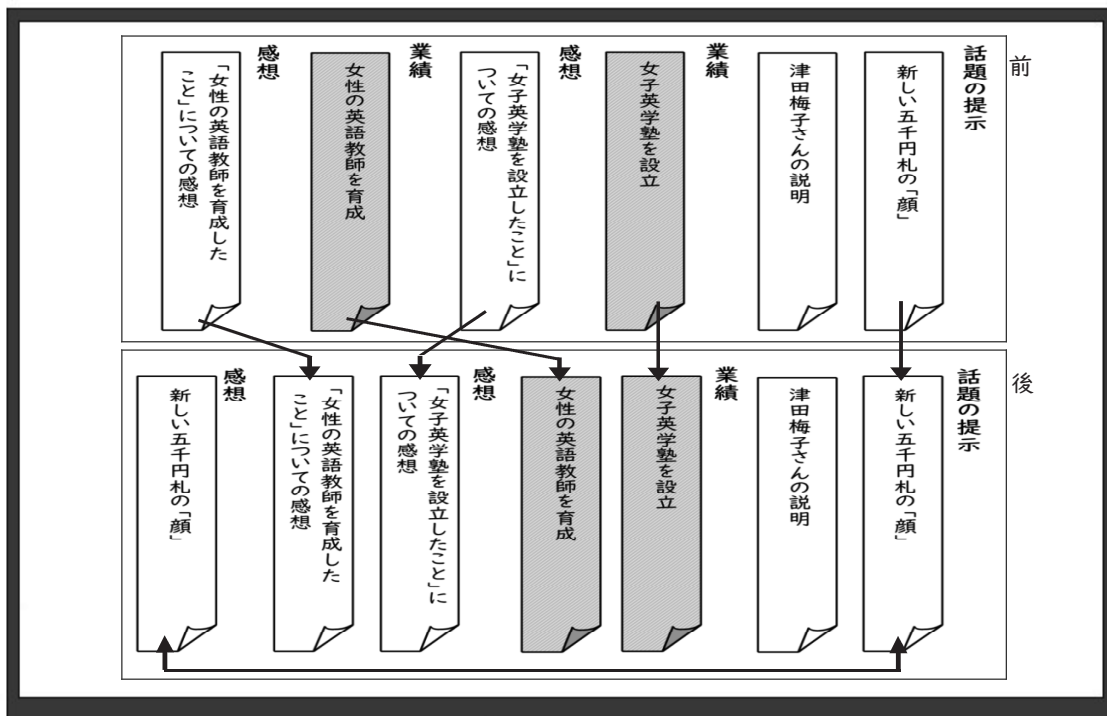 前
話題の提示
新しい五千円札の「顔」
津田梅子さんの説明
業績
女子英学塾を設立
感想
「女子英学塾を設立したこと」に
ついての感想
業績
女性の英語教師を育成
感想
「女性の英語教師を育成した
こと」についての感想
後
話題の提示
新しい五千円札の「顔」
津田梅子さんの説明
業績
女子英学塾を設立
女性の英語教師を育成
感想
「女子英学塾を設立したこと」に
ついての感想
「女性の英語教師を育成した
こと」についての感想
感想
新しい五千円札の「顔」